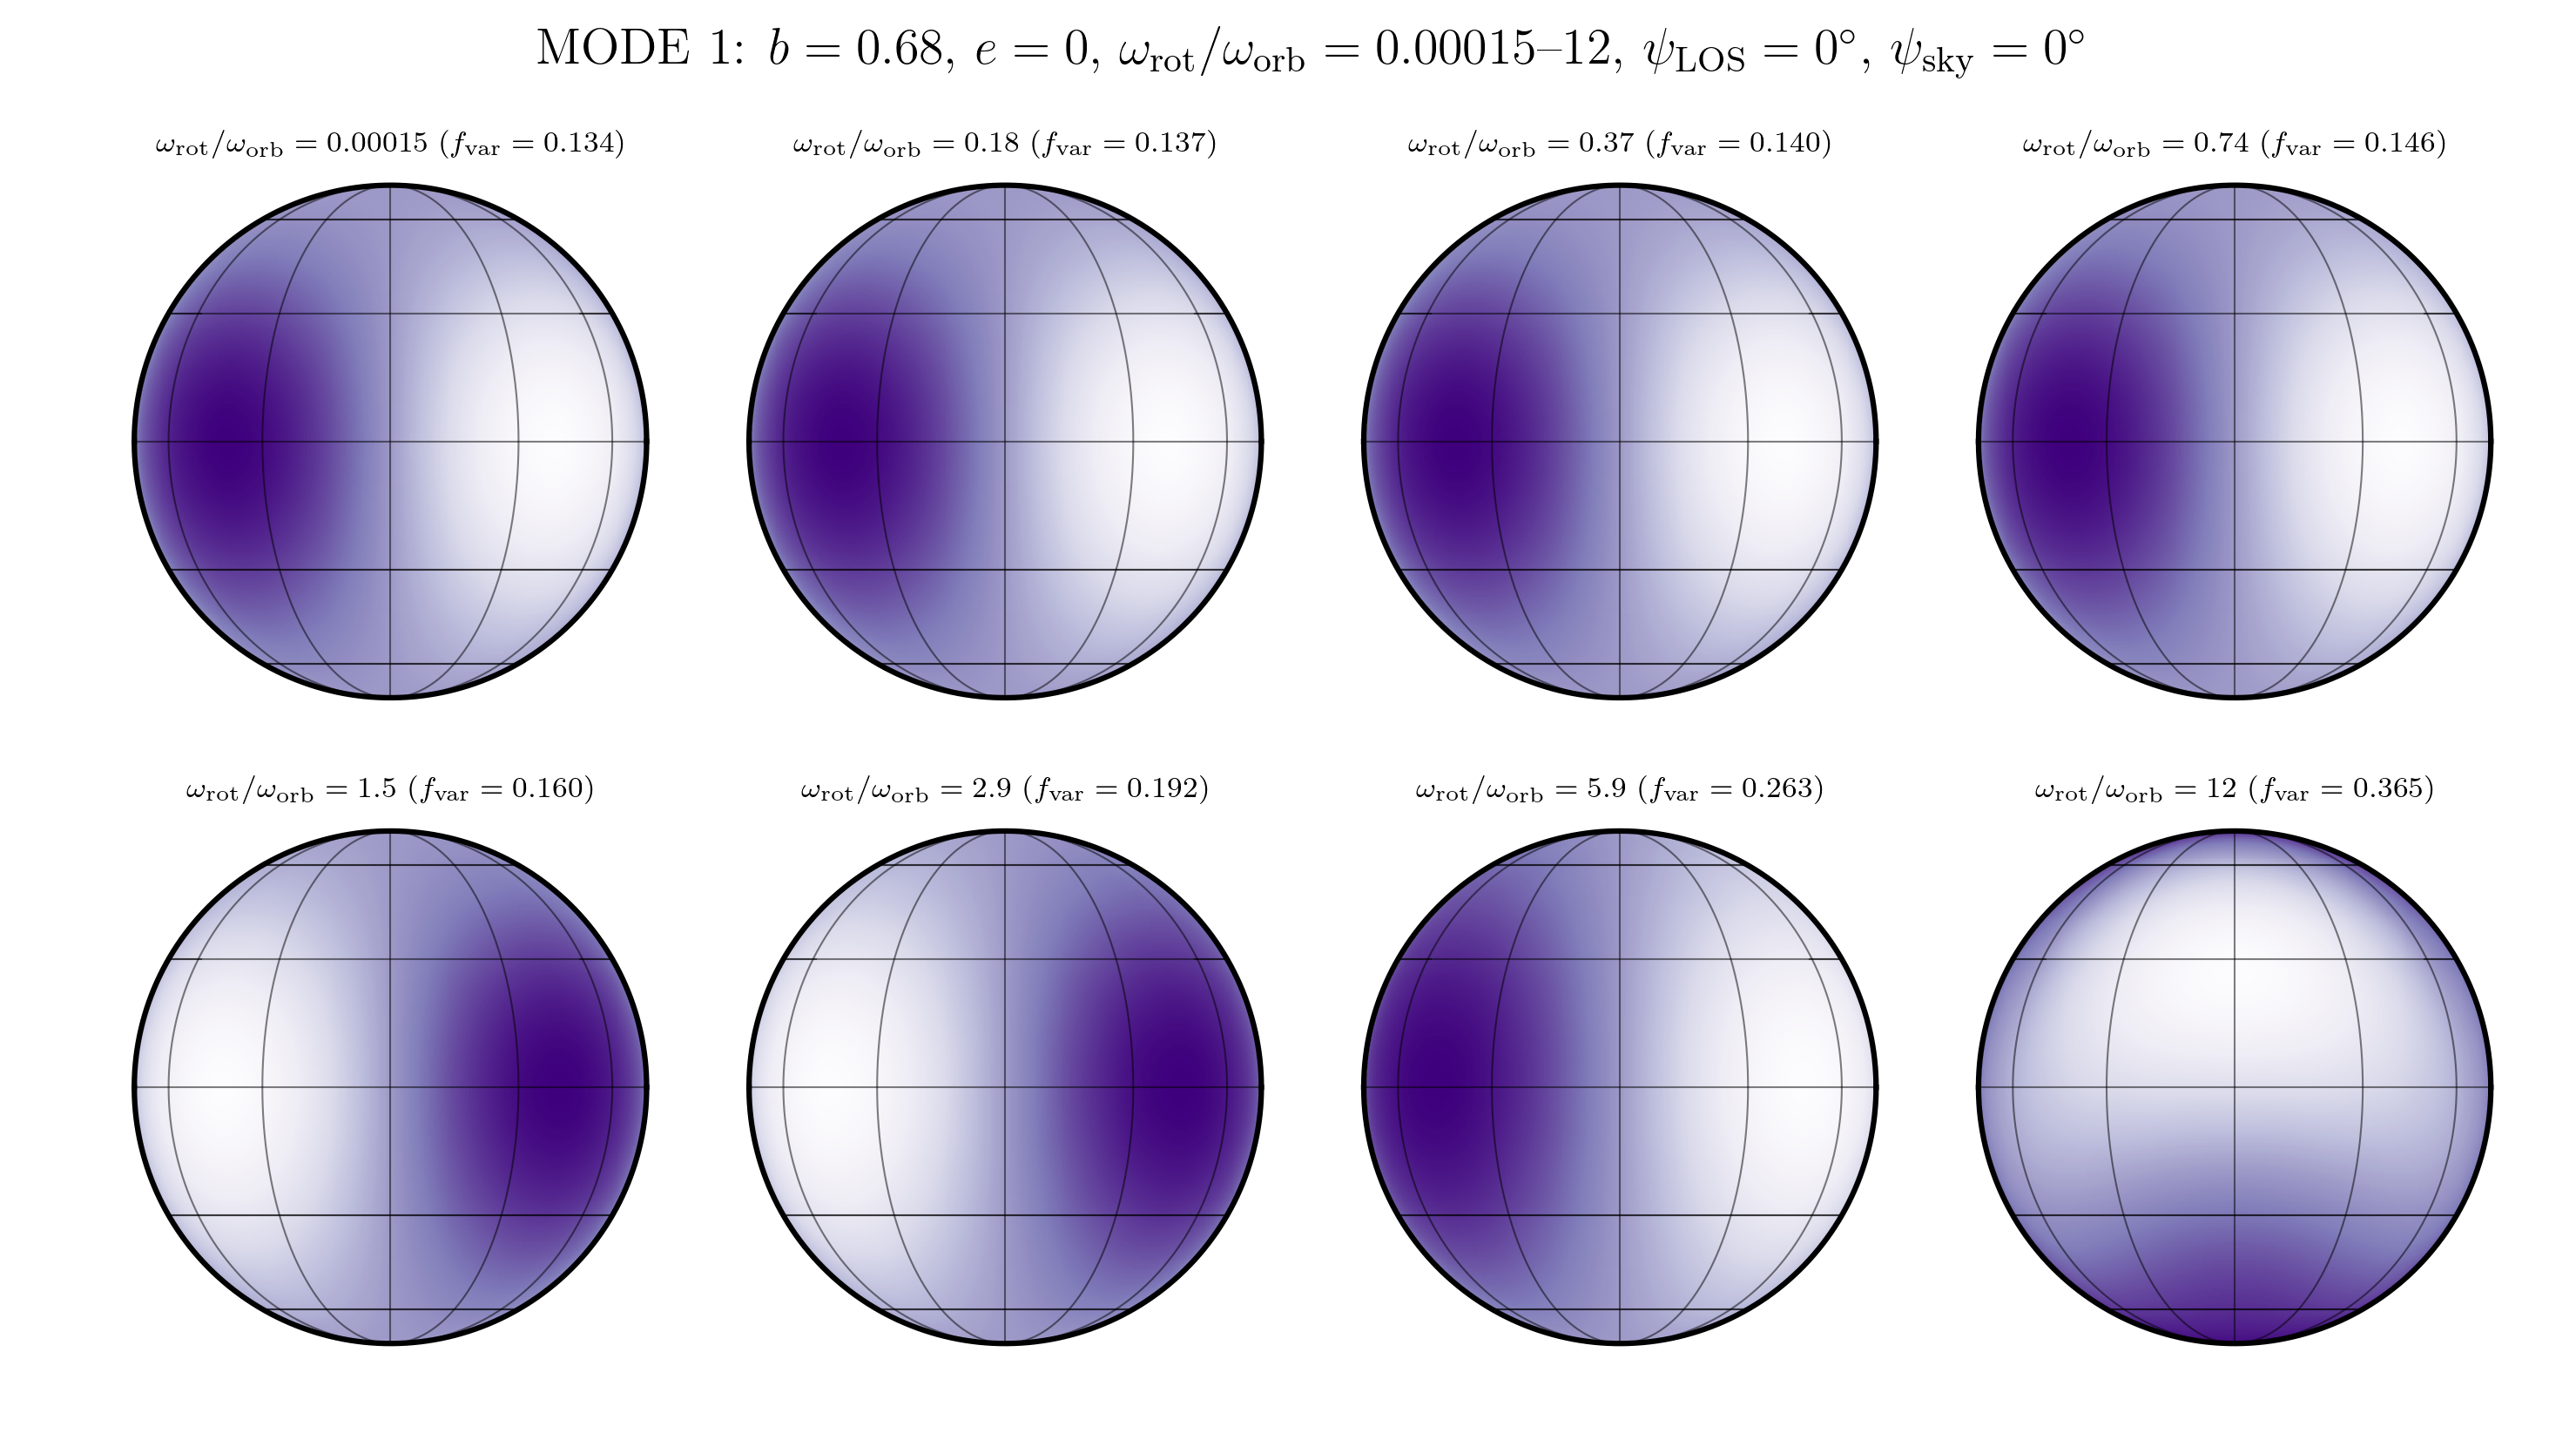 MODE 1: b = 0.68, e = 0, ω_rot/ω_orb = 0.00015–12, ψ_LOS = 0°, ψ_sky = 0°
ω_rot/ω_orb = 0.00015 (f_var = 0.134)
ω_rot/ω_orb = 0.18 (f_var = 0.137)
ω_rot/ω_orb = 0.37 (f_var = 0.140)
ω_rot/ω_orb = 0.74 (f_var = 0.146)
ω_rot/ω_orb = 1.5 (f_var = 0.160)
ω_rot/ω_orb = 2.9 (f_var = 0.192)
ω_rot/ω_orb = 5.9 (f_var = 0.263)
ω_rot/ω_orb = 12 (f_var = 0.365)